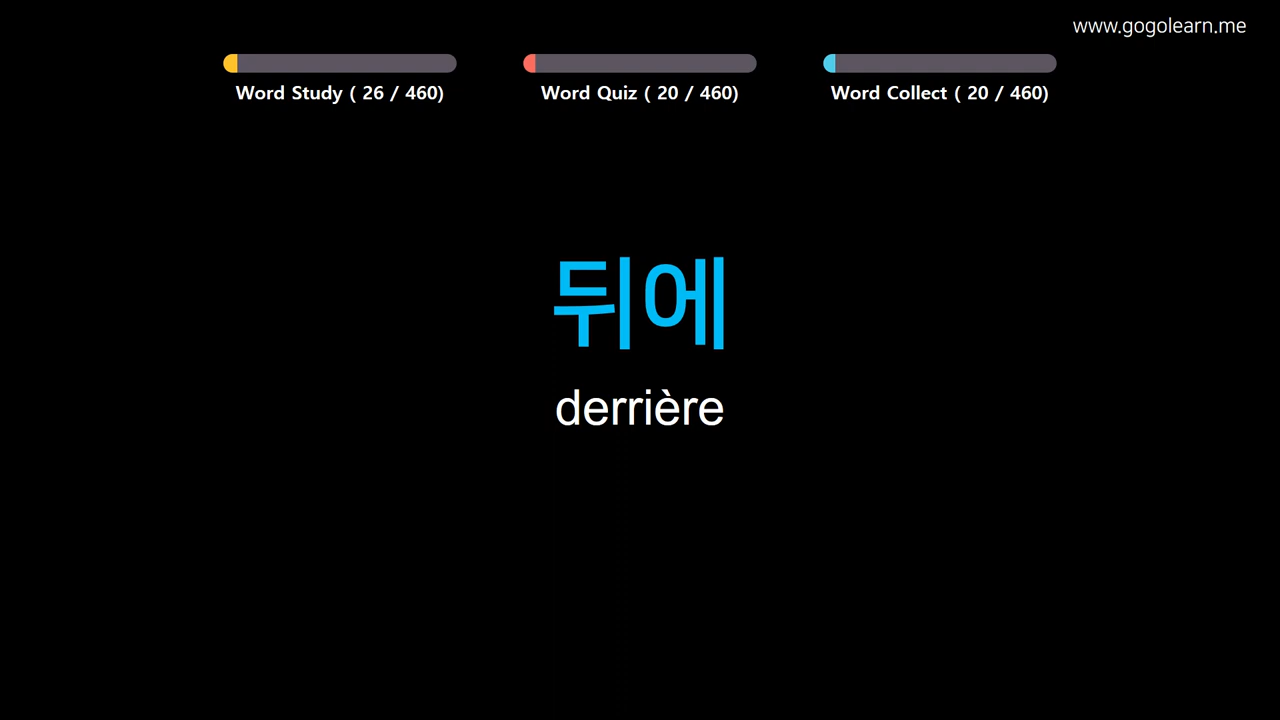 www.gogolearn.me
Word Study ( 26 / 460)
Word Quiz ( 20 / 460)
Word Collect ( 20 / 460)
뒤에
derrière